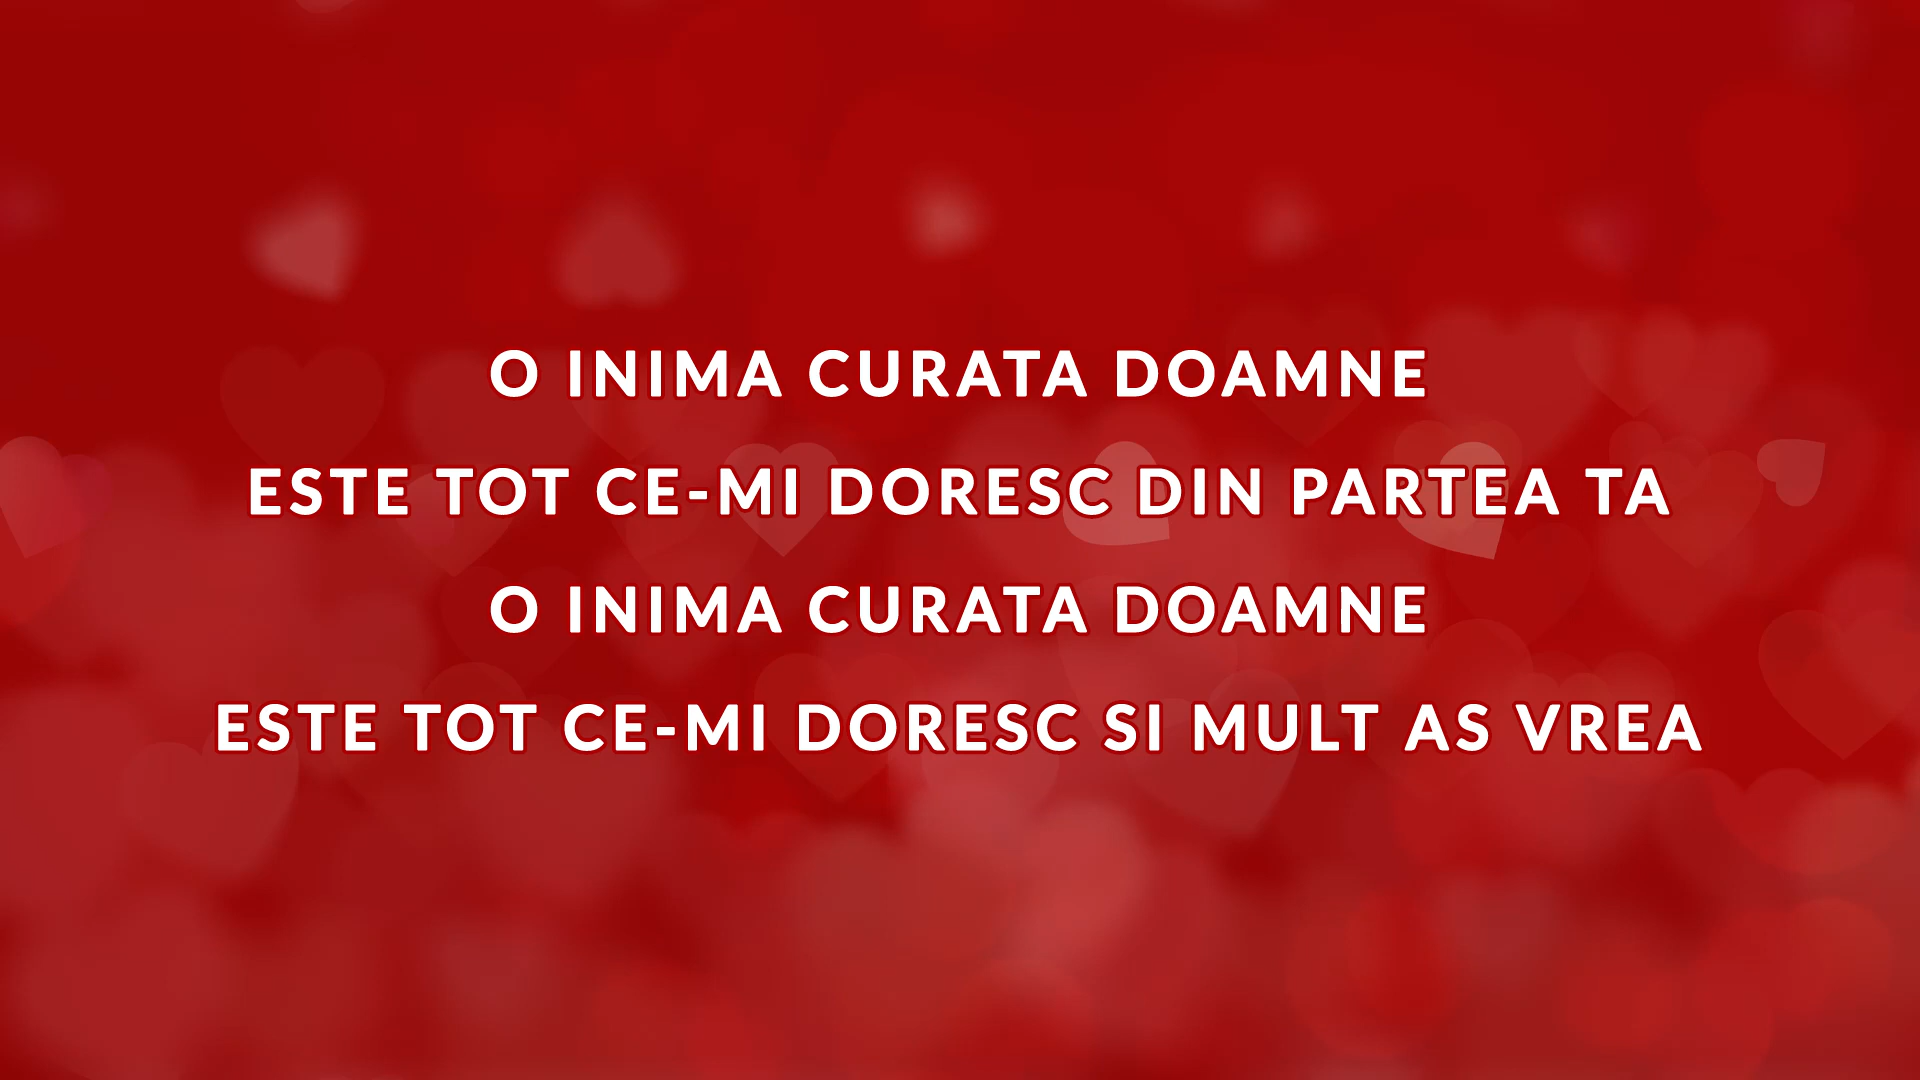 O INIMA CURATA DOAMNE
ESTE TOT CE-MI DORESC DIN PARTEA TA
O INIMA CURATA DOAMNE
ESTE TOT CE-MI DORESC SI MULT AS VREA